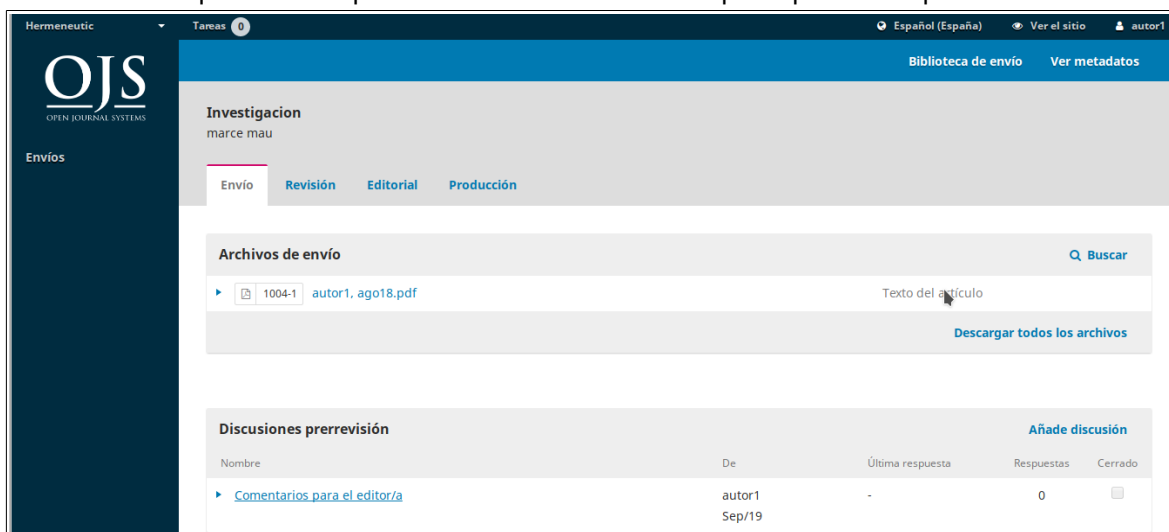 Hermeneutic
Tareas 0
Español (España)
Ver el sitio
autor1
OJS
OPEN JOURNAL SYSTEMS
Biblioteca de envío
Ver metadatos
Investigacion
marce mau
Envíos
Envío
Revisión
Editorial
Producción
Archivos de envío
Buscar
1004-1 autor1, ago18.pdf
Texto del artículo
Descargar todos los archivos
Discusiones prerrevisión
Añade discusión
Nombre
De
Última respuesta
Respuestas
Cerrado
Comentarios para el editor/a
autor1
Sep/19
-
0